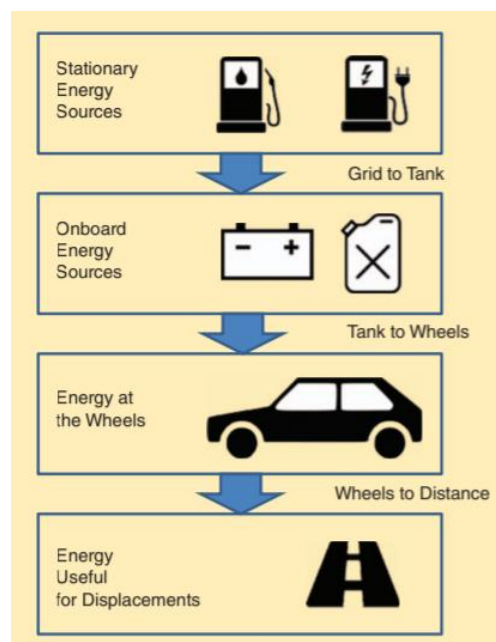 Stationary
Energy
Sources
Grid to Tank
Onboard
Energy
Sources
− +
Tank to Wheels
Energy at
the Wheels
Wheels to Distance
Energy
Useful
for Displacements